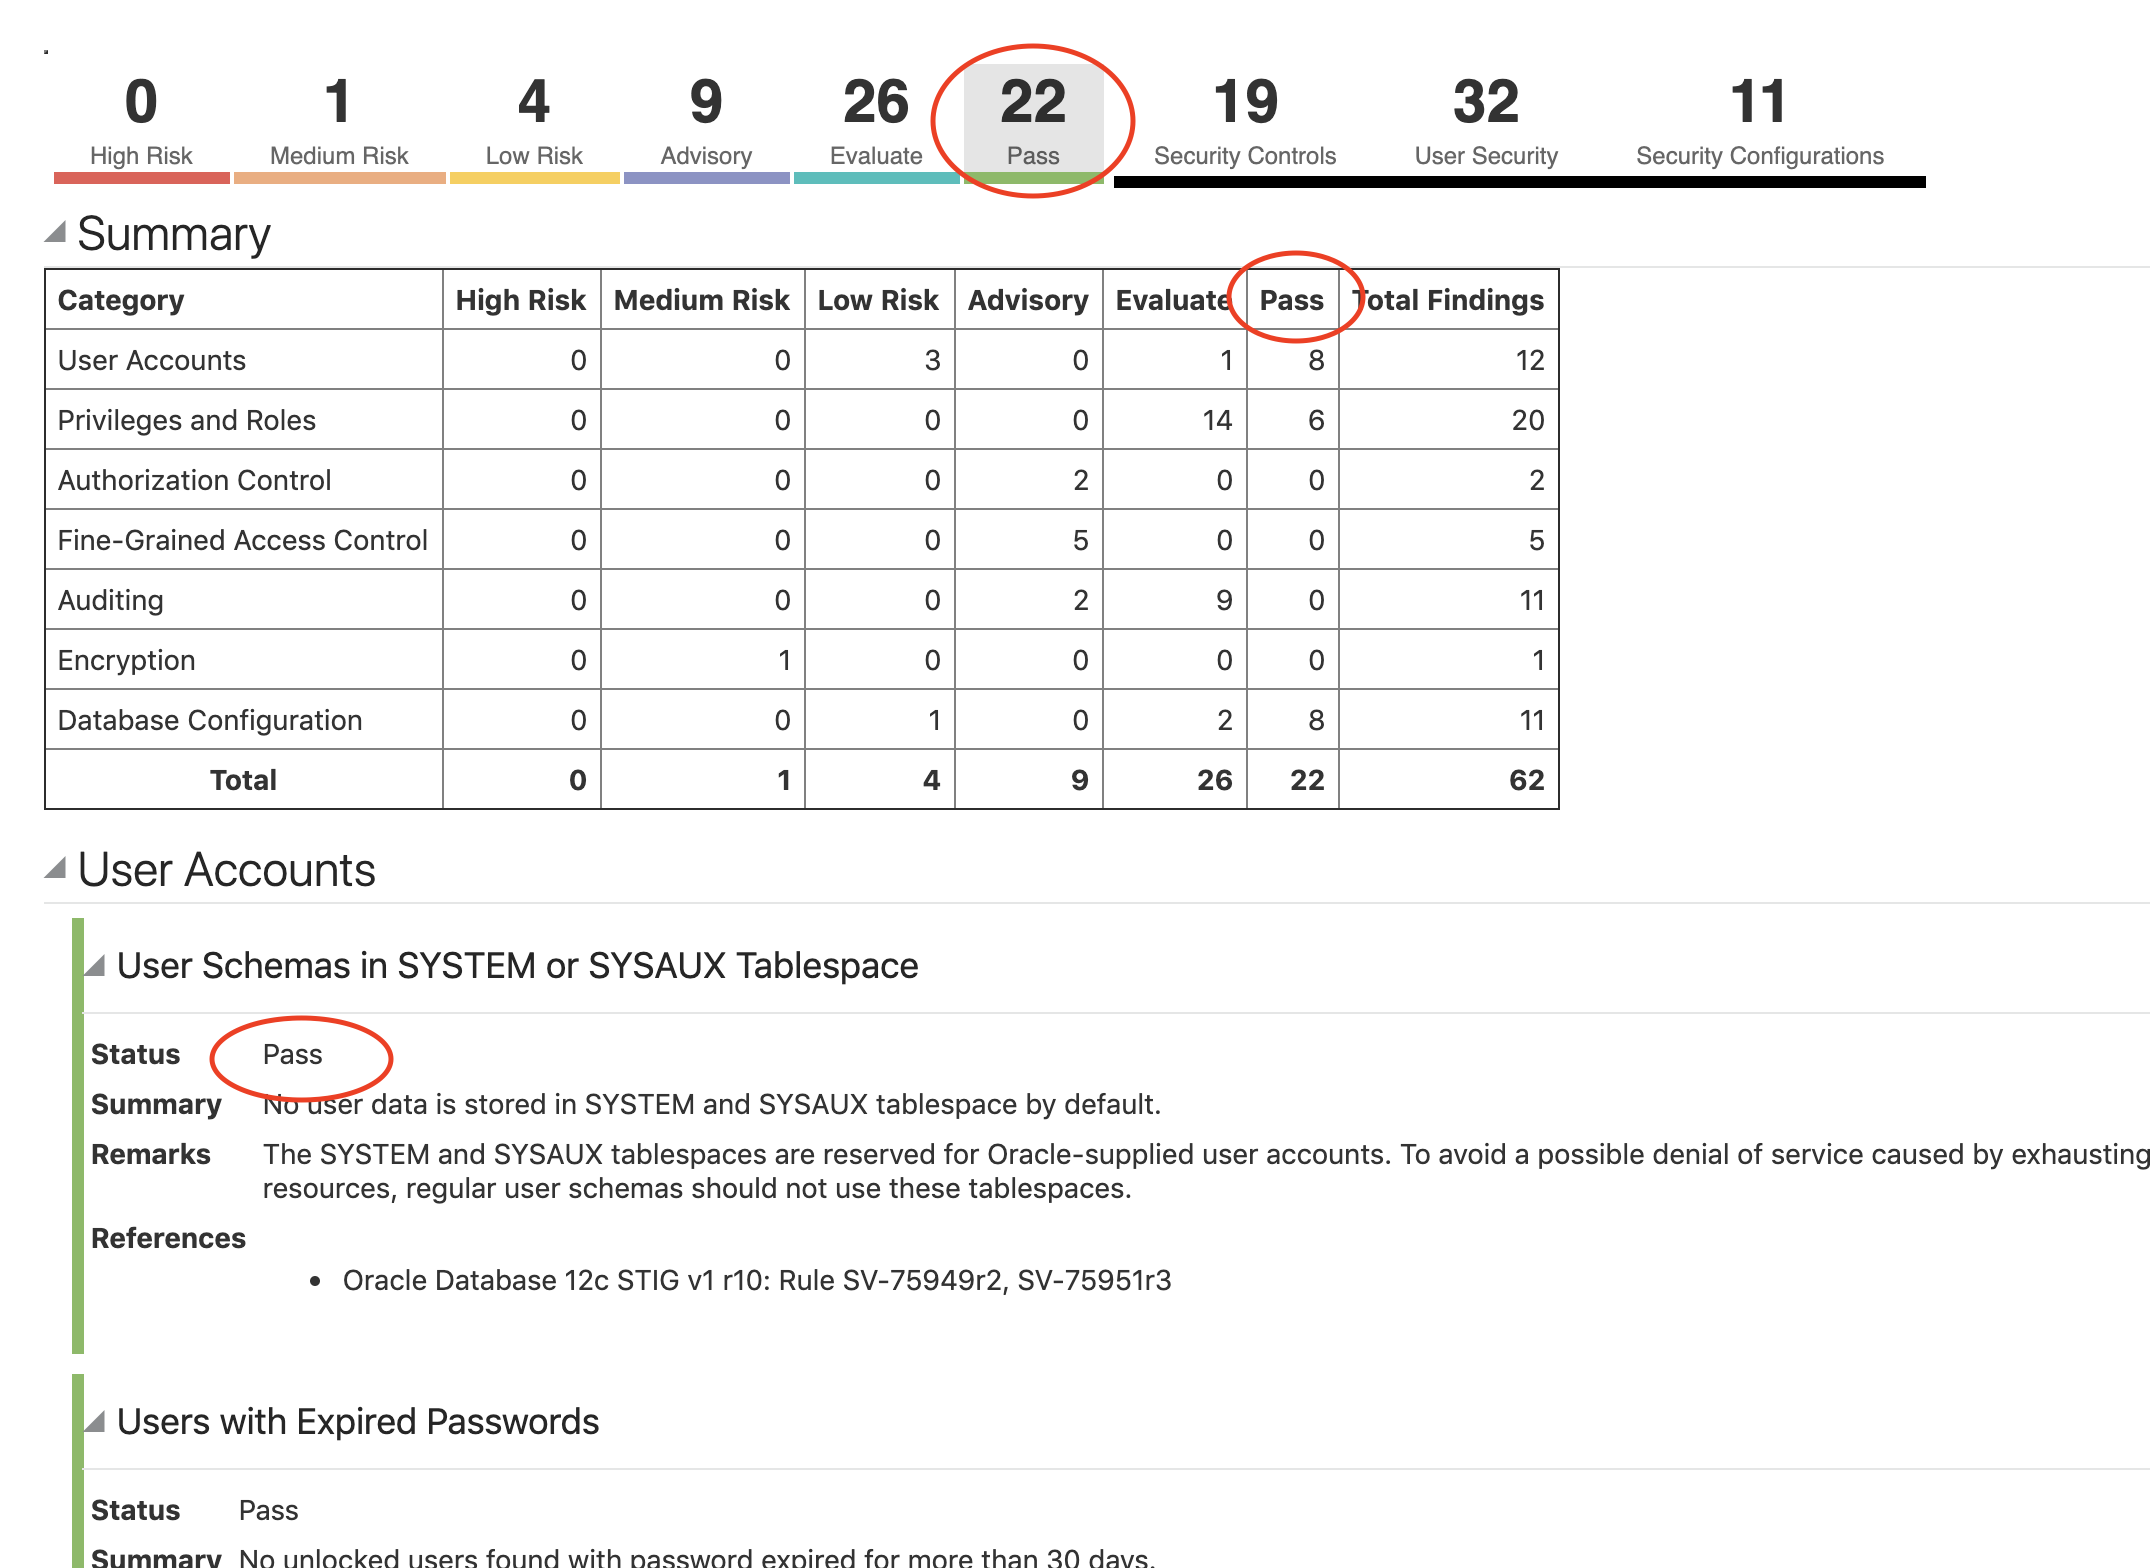 0 1 4 9 26 22 19 32 11
High Risk Medium Risk Low Risk Advisory Evaluate Pass Security Controls User Security Security Configurations
Summary
Category High Risk Medium Risk Low Risk Advisory Evaluate Pass Total Findings
User Accounts 0 0 3 0 1 8 12
Privileges and Roles 0 0 0 0 14 6 20
Authorization Control 0 0 0 2 0 0 2
Fine-Grained Access Control 0 0 0 5 0 0 5
Auditing 0 0 0 2 9 0 11
Encryption 0 1 0 0 0 0 1
Database Configuration 0 0 1 0 2 8 11
Total 0 1 4 9 26 22 62
User Accounts
User Schemas in SYSTEM or SYSAUX Tablespace
Status Pass
Summary No user data is stored in SYSTEM and SYSAUX tablespace by default.
Remarks The SYSTEM and SYSAUX tablespaces are reserved for Oracle-supplied user accounts. To avoid a possible denial of service caused by exhausting
resources, regular user schemas should not use these tablespaces.
References
• Oracle Database 12c STIG v1 r10: Rule SV-75949r2, SV-75951r3
Users with Expired Passwords
Status Pass
Summary No unlocked users found with password expired for more than 30 days.